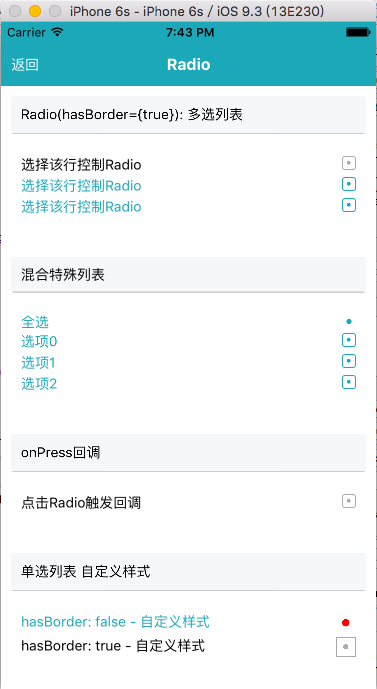 iPhone 6s - iPhone 6s / iOS 9.3 (13E230)
Carrier 7:43 PM
返回 Radio
Radio(hasBorder={true}): 多选列表
选择该行控制Radio
选择该行控制Radio
选择该行控制Radio
混合特殊列表
全选
选项0
选项1
选项2
onPress回调
点击Radio触发回调
单选列表 自定义样式
hasBorder: false - 自定义样式
hasBorder: true - 自定义样式